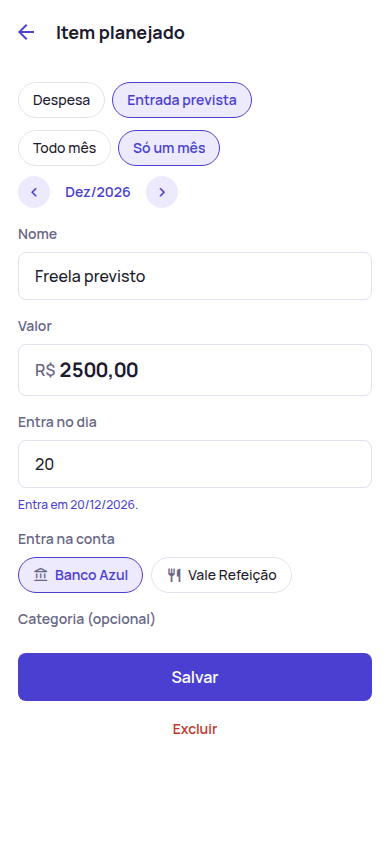 Item planejado
Despesa Entrada prevista
Todo mês Só um mês
Dez/2026
Nome
Freela previsto
Valor
R$ 2500,00
Entra no dia
20
Entra em 20/12/2026.
Entra na conta
Banco Azul Vale Refeição
Categoria (opcional)
Salvar
Excluir